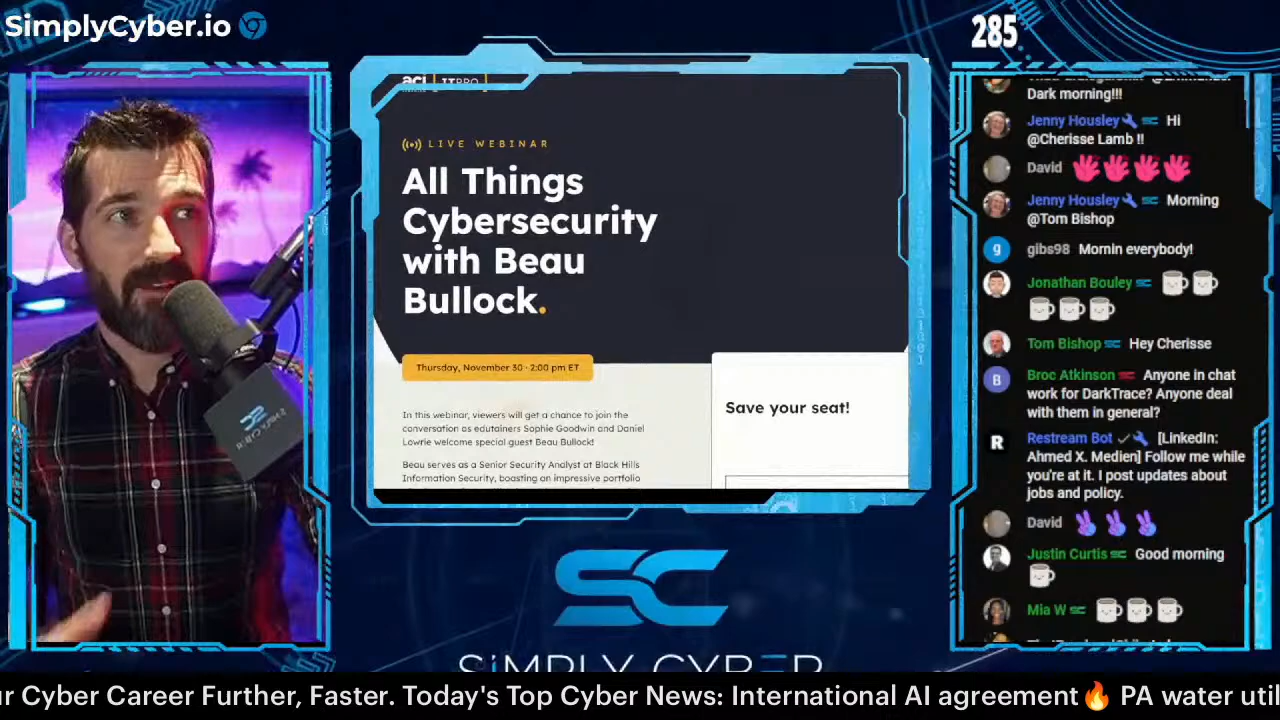 SimplyCyber.io
285
aci | ITPRO
LIVE WEBINAR
All Things
Cybersecurity
with Beau
Bullock.
Thursday, November 30 · 2:00 pm ET
In this webinar, viewers will get a chance to join the
conversation as edutainers Sophie Goodwin and Daniel
Lowrie welcome special guest Beau Bullock!
Beau serves as a Senior Security Analyst at Black Hills
Information Security, boasting an impressive portfolio
Save your seat!
Dark morning!!!
Jenny Housley Hi
@Cherisse Lamb !!
David
Jenny Housley Morning
@Tom Bishop
g gibs98 Mornin everybody!
Jonathan Bouley
Tom Bishop Hey Cherisse
B Broc Atkinson Anyone in chat
work for DarkTrace? Anyone deal
with them in general?
R Restream Bot [LinkedIn:
Ahmed X. Medien] Follow me while
you're at it. I post updates about
jobs and policy.
David
Justin Curtis Good morning
Mia W
SC
SIMPLY CYBER
ur Cyber Career Further, Faster. Today's Top Cyber News: International AI agreement🔥 PA water util